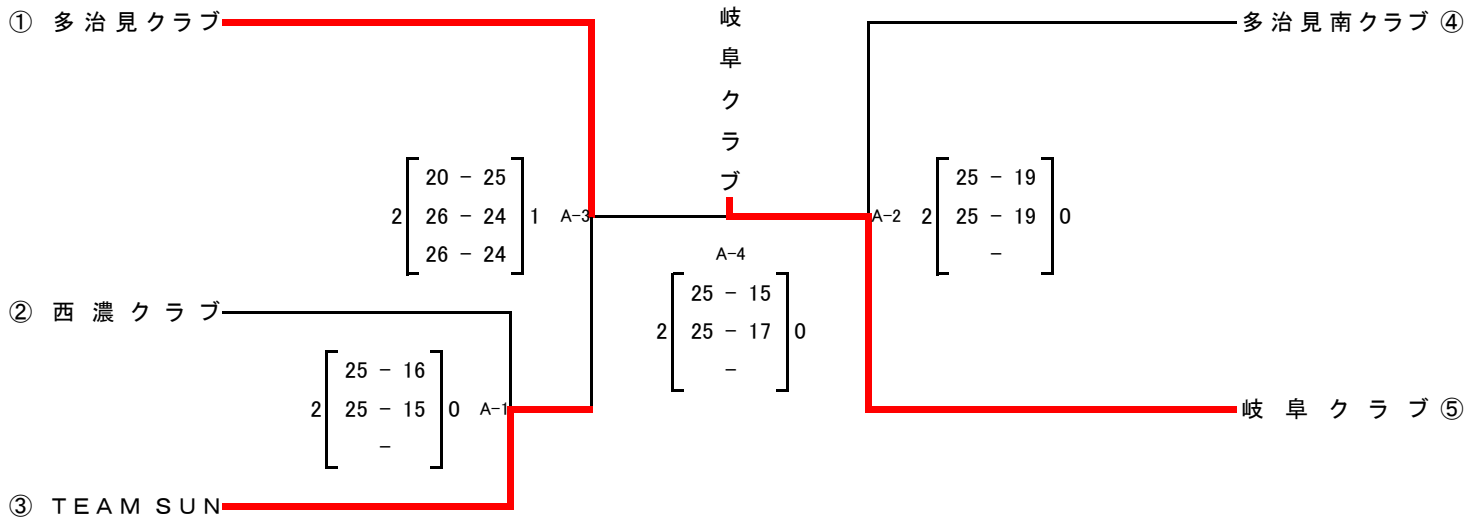 ① 多治見クラブ
岐阜クラブ
多治見南クラブ ④
20 － 25
2 26 － 24 1 A−3
26 － 24
25 － 19
A−2 2 25 － 19 0
－
A−4
25 － 15
2 25 － 17 0
－
② 西濃クラブ
25 － 16
2 25 － 15 0 A−1
－
岐阜クラブ ⑤
③ ＴＥＡＭ ＳＵＮ